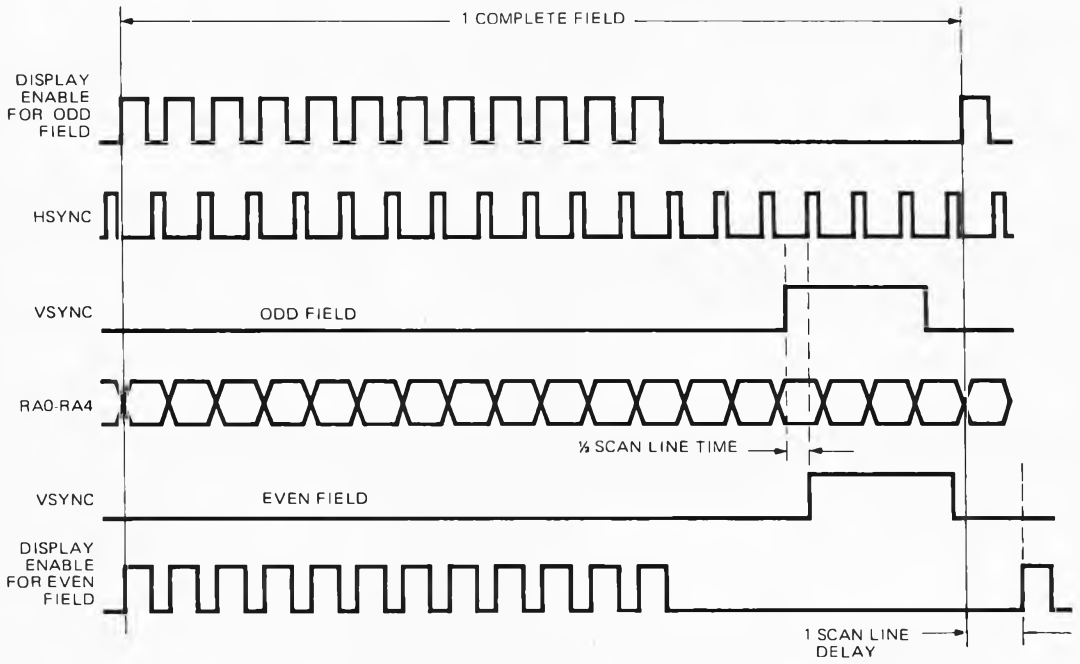 1 COMPLETE FIELD
DISPLAY
ENABLE
FOR ODD
FIELD
HSYNC
VSYNC
ODD FIELD
RA0-RA4
½ SCAN LINE TIME
VSYNC
EVEN FIELD
DISPLAY
ENABLE
FOR EVEN
FIELD
1 SCAN LINE
DELAY